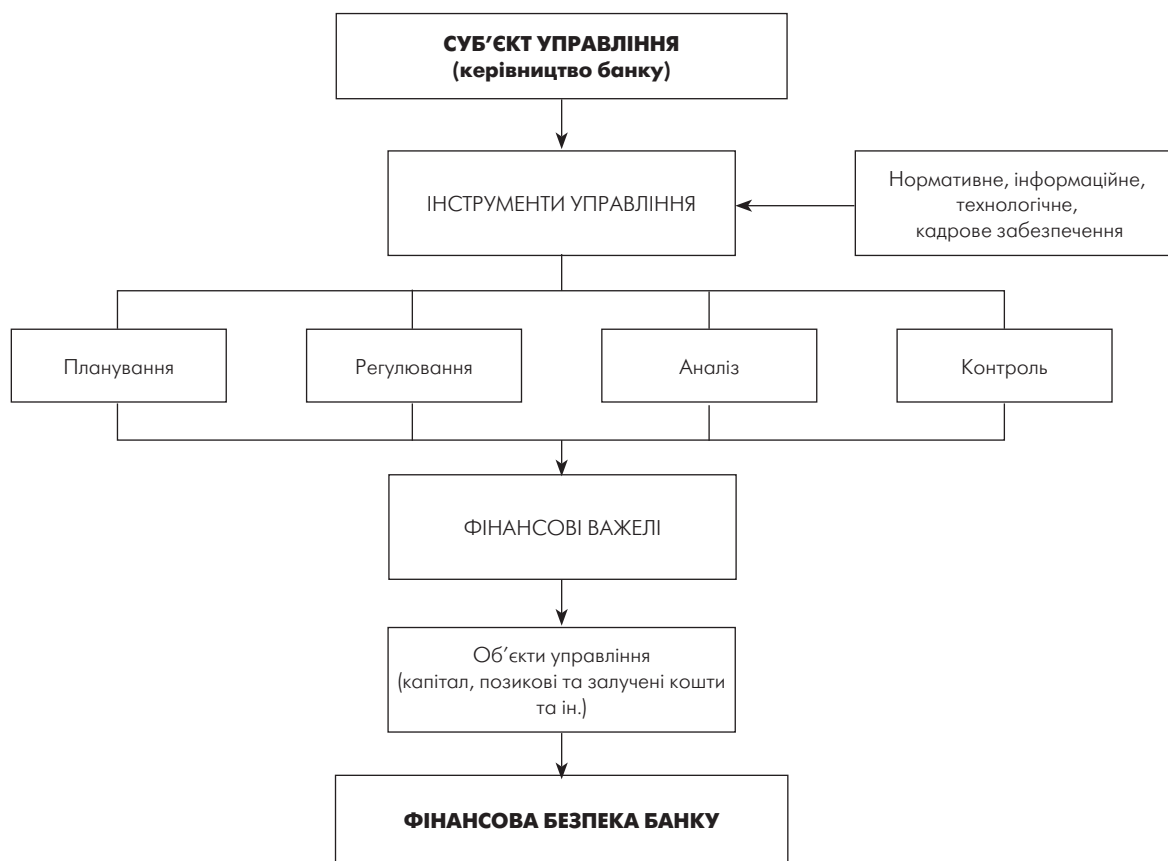 СУБ’ЄКТ УПРАВЛІННЯ
(керівництво банку)
ІНСТРУМЕНТИ УПРАВЛІННЯ
Нормативне, інформаційне,
технологічне,
кадрове забезпечення
Планування
Регулювання
Аналіз
Контроль
ФІНАНСОВІ ВАЖЕЛІ
Об’єкти управління
(капітал, позикові та залучені кошти
та ін.)
ФІНАНСОВА БЕЗПЕКА БАНКУ